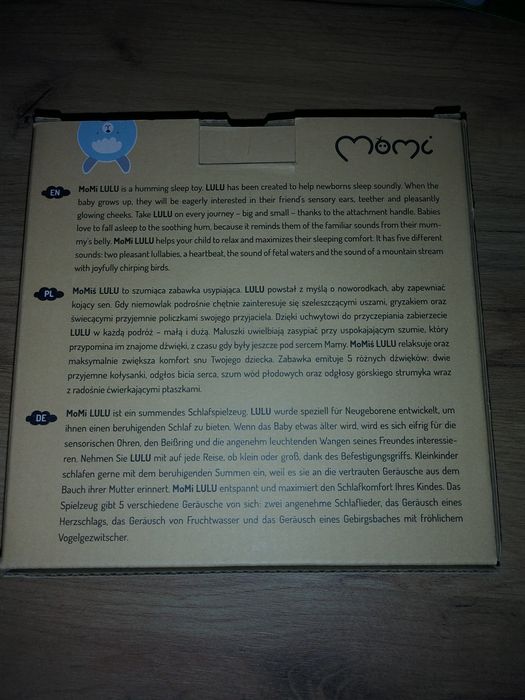 MoMi
EN
MoMi LULU is a humming sleep toy. LULU has been created to help newborns sleep soundly. When the
baby grows up, they will be eagerly interested in their friend's sensory ears, teether and pleasantly
glowing cheeks. Take LULU on every journey – big and small – thanks to the attachment handle. Babies
love to fall asleep to the soothing hum, because it reminds them of the familiar sounds from their mum-
my's belly. MoMi LULU helps your child to relax and maximizes their sleeping comfort. It has five different
sounds: two pleasant lullabies, a heartbeat, the sound of fetal waters and the sound of a mountain stream
with joyfully chirping birds.
PL
MoMiś LULU to szumiąca zabawka usypiająca. LULU powstał z myślą o noworodkach, aby zapewniać
kojący sen. Gdy niemowlak podrośnie chętnie zainteresuje się szeleszczącymi uszami, gryzakiem oraz
świecącymi przyjemnie policzkami swojego przyjaciela. Dzięki uchwytowi do przyczepiania zabierzecie
LULU w każdą podróż – małą i dużą. Maluszki uwielbiają zasypiać przy uspokajającym szumie, który
przypomina im znajome dźwięki, z czasu gdy były jeszcze pod sercem Mamy. MoMiś LULU relaksuje oraz
maksymalnie zwiększa komfort snu Twojego dziecka. Zabawka emituje 5 różnych dźwięków: dwie
przyjemne kołysanki, odgłos bicia serca, szum wód płodowych oraz odgłosy górskiego strumyka wraz
z radośnie ćwierkającymi ptaszkami.
DE
MoMi LULU ist ein summendes Schlafspielzeug. LULU wurde speziell für Neugeborene entwickelt, um
ihnen einen beruhigenden Schlaf zu bieten. Wenn das Baby etwas älter wird, wird es sich eifrig für die
sensorischen Ohren, den Beißring und die angenehm leuchtenden Wangen seines Freundes interessie-
ren. Nehmen Sie LULU mit auf jede Reise, ob klein oder groß, dank des Befestigungsgriffs. Kleinkinder
schlafen gerne mit dem beruhigenden Summen ein, weil es sie an die vertrauten Geräusche aus dem
Bauch ihrer Mutter erinnert. MoMi LULU entspannt und maximiert den Schlafkomfort Ihres Kindes. Das
Spielzeug gibt 5 verschiedene Geräusche von sich: zwei angenehme Schlaflieder, das Geräusch eines
Herzschlags, das Geräusch von Fruchtwasser und das Geräusch eines Gebirgsbaches mit fröhlichem
Vogelgezwitscher.